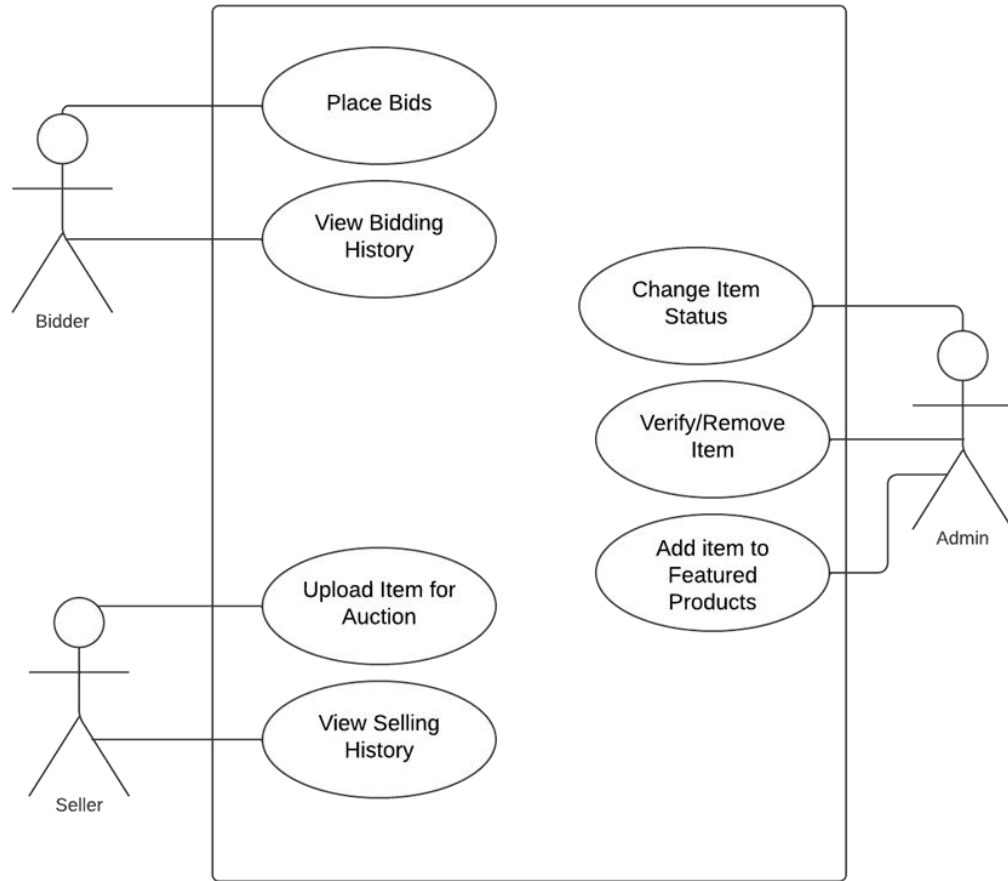 Place Bids
View Bidding
History
Bidder
Change Item
Status
Verify/Remove
Item
Add item to
Featured
Products
Admin
Upload Item for
Auction
View Selling
History
Seller